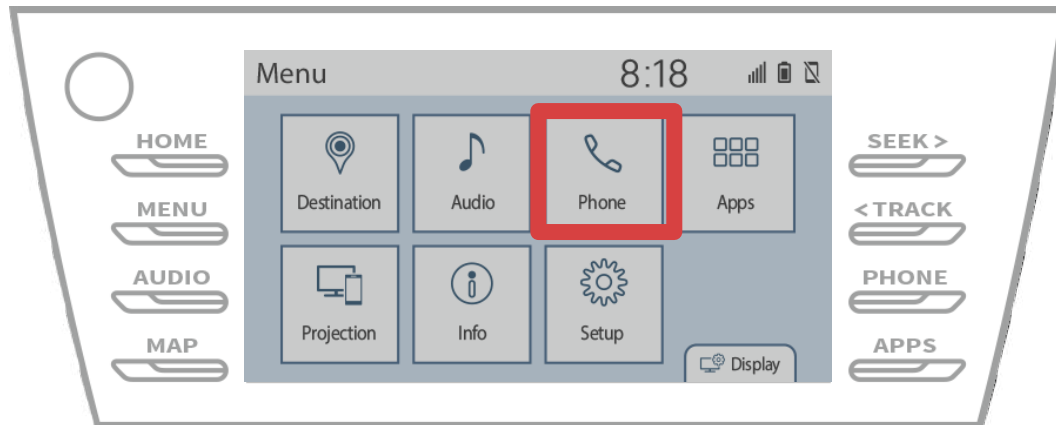 Menu 8:18
HOME
MENU
AUDIO
MAP
Destination Audio Phone Apps
Projection Info Setup
Display
SEEK >
< TRACK
PHONE
APPS